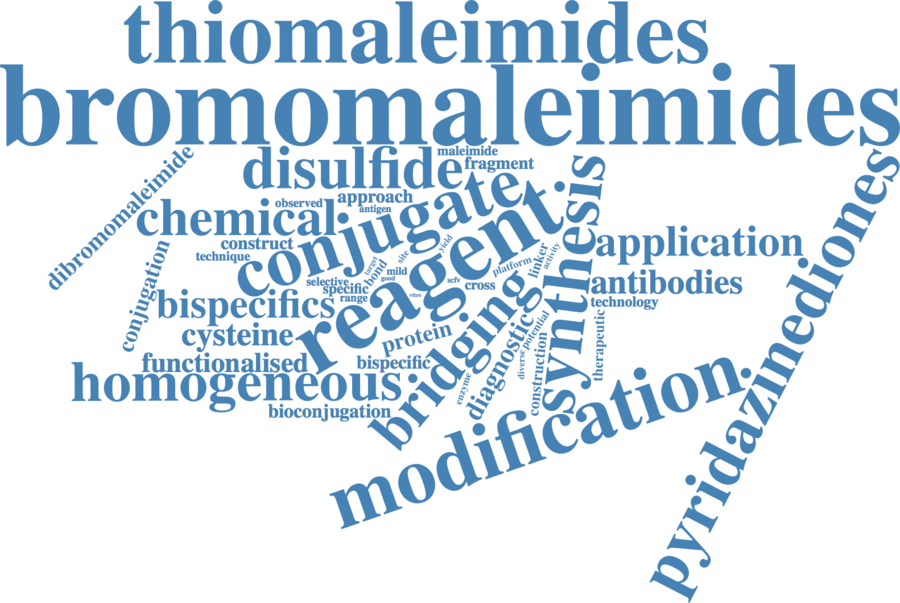 thiomaleimides
bromomaleimides
dibromomaleimide
disulfide
maleimide
fragment
chemical
observed
approach
antigen
construct
technique
conjugate
reagent
synthesis
application
antibodies
technology
pyridazinediones
conjugation
bispecifics
cysteine
functionalised
homogeneous
bioconjugation
selective
specific
range
target
bond
site
mild
good
yield
vitro
scfv
cross
platform
linker
activity
protein
bispecific
bridging
enzyme
diagnostic
diverse
potential
construction
therapeutic
modification